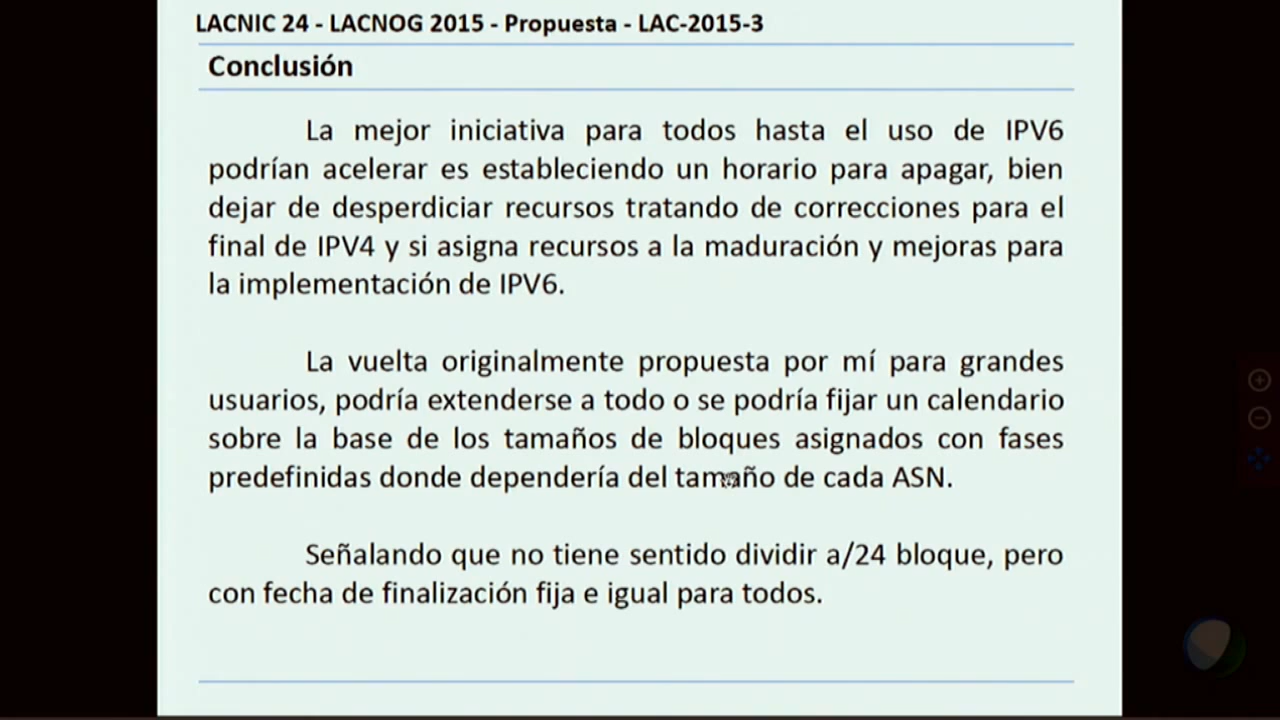 LACNIC 24 - LACNOG 2015 - Propuesta - LAC-2015-3
Conclusión
La mejor iniciativa para todos hasta el uso de IPV6
podrían acelerar es estableciendo un horario para apagar, bien
dejar de desperdiciar recursos tratando de correcciones para el
final de IPV4 y si asigna recursos a la maduración y mejoras para
la implementación de IPV6.
La vuelta originalmente propuesta por mí para grandes
usuarios, podría extenderse a todo o se podría fijar un calendario
sobre la base de los tamaños de bloques asignados con fases
predefinidas donde dependería del tamaño de cada ASN.
Señalando que no tiene sentido dividir a/24 bloque, pero
con fecha de finalización fija e igual para todos.